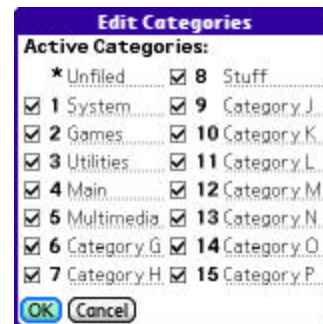 Edit Categories
Active Categories:
* Unfiled 8 Stuff
1 System 9 Category J
2 Games 10 Category K
3 Utilities 11 Category L
4 Main 12 Category M
5 Multimedia 13 Category N
6 Category G 14 Category O
7 Category H 15 Category P
OK Cancel